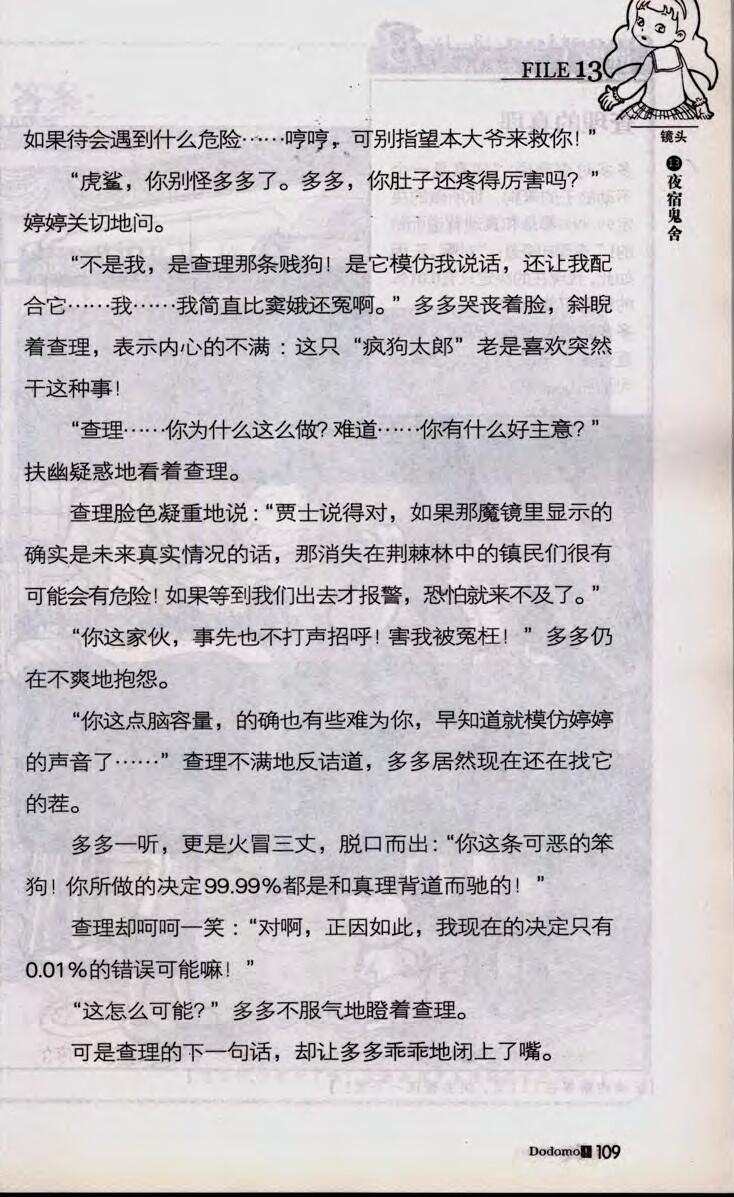 FILE 13
镜头
⑬夜宿鬼舍
如果待会遇到什么危险……哼哼，可别指望本大爷来救你！”
“虎鲨，你别怪多多了。多多，你肚子还疼得厉害吗？”
婷婷关切地问。
“不是我，是查理那条贱狗！是它模仿我说话，还让我配
合它……我……我简直比窦娥还冤啊。”多多哭丧着脸，斜睨
着查理，表示内心的不满：这只“疯狗太郎”老是喜欢突然
干这种事！
“查理……你为什么这么做？难道……你有什么好主意？”
扶幽疑惑地看着查理。
查理脸色凝重地说：“贾士说得对，如果那魔镜里显示的
确实是未来真实情况的话，那消失在荆棘林中的镇民们很有
可能会有危险！如果等到我们出去才报警，恐怕就来不及了。”
“你这家伙，事先也不打声招呼！害我被冤枉！”多多仍
在不爽地抱怨。
“你这点脑容量，的确也有些难为你，早知道就模仿婷婷
的声音了……”查理不满地反诘道，多多居然现在还在找它
的茬。
多多一听，更是火冒三丈，脱口而出：“你这条可恶的笨
狗！你所做的决定99.99%都是和真理背道而驰的！”
查理却呵呵一笑：“对啊，正因如此，我现在的决定只有
0.01%的错误可能嘛！”
“这怎么可能？”多多不服气地瞪着查理。
可是查理的下一句话，却让多多乖乖地闭上了嘴。
Dodomo! 109